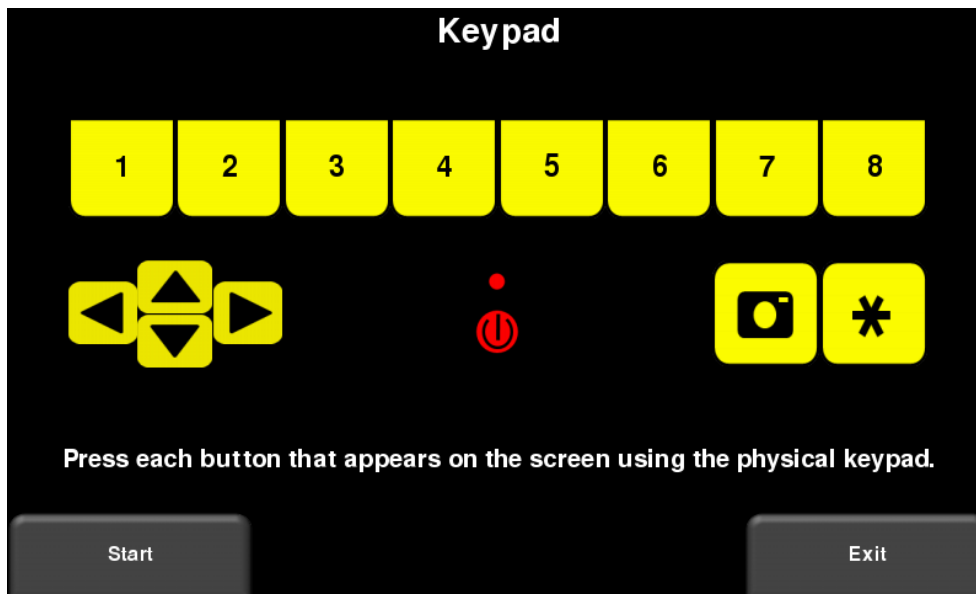 Keypad
1 2 3 4 5 6 7 8
*
Press each button that appears on the screen using the physical keypad.
Start Exit